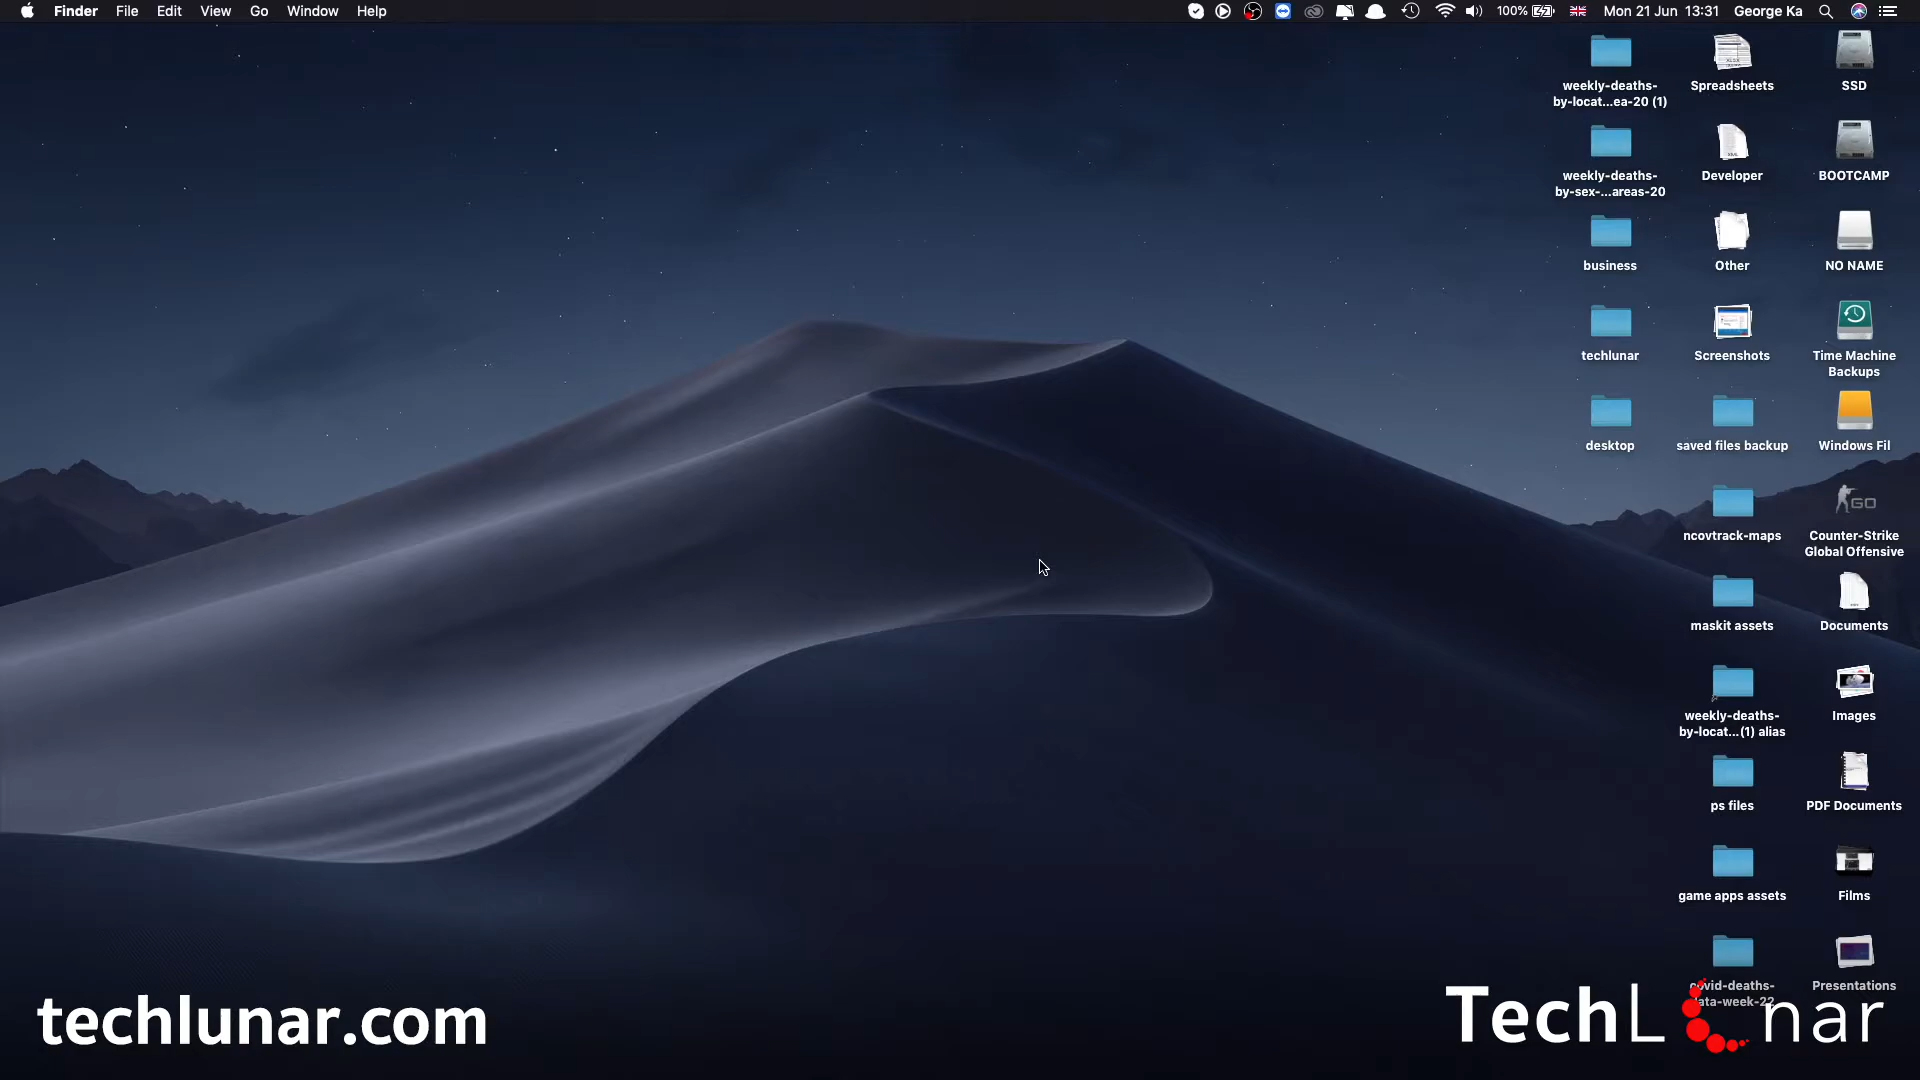 Finder File Edit View Go Window Help
100% Mon 21 Jun 13:31 George Ka
weekly-deaths-
by-locat...ea-20 (1)
Spreadsheets
SSD
weekly-deaths-
by-sex-...areas-20
Developer
BOOTCAMP
business
Other
NO NAME
techlunar
Screenshots
Time Machine
Backups
desktop
saved files backup
Windows Fil
GO
ncovtrack-maps
Counter-Strike
Global Offensive
maskit assets
Documents
weekly-deaths-
by-locat...(1) alias
Images
ps files
PDF Documents
game apps assets
Films
covid-deaths-
data-week-22
Presentations
techlunar.com
TechLunar